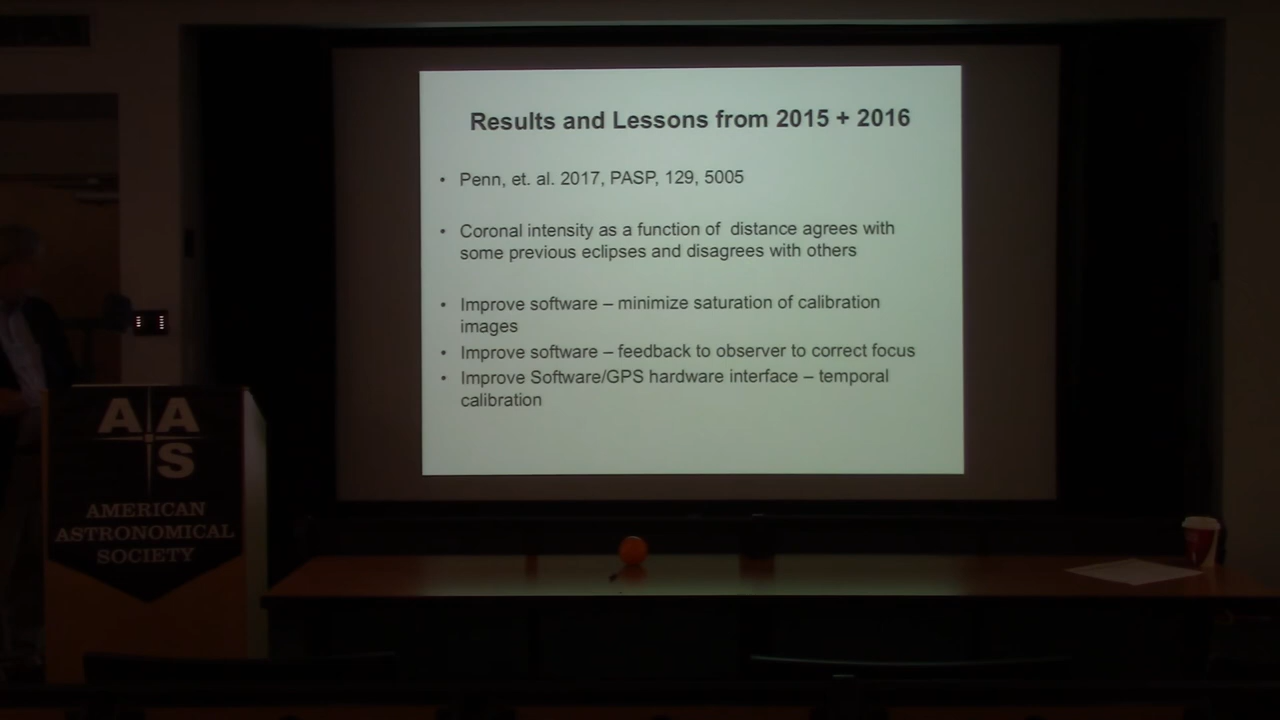 Results and Lessons from 2015 + 2016
• Penn, et. al. 2017, PASP, 129, 5005
• Coronal intensity as a function of  distance agrees with
some previous eclipses and disagrees with others
• Improve software – minimize saturation of calibration
images
• Improve software – feedback to observer to correct focus
• Improve Software/GPS hardware interface – temporal
calibration
A A
S
AMERICAN
ASTRONOMICAL
SOCIETY